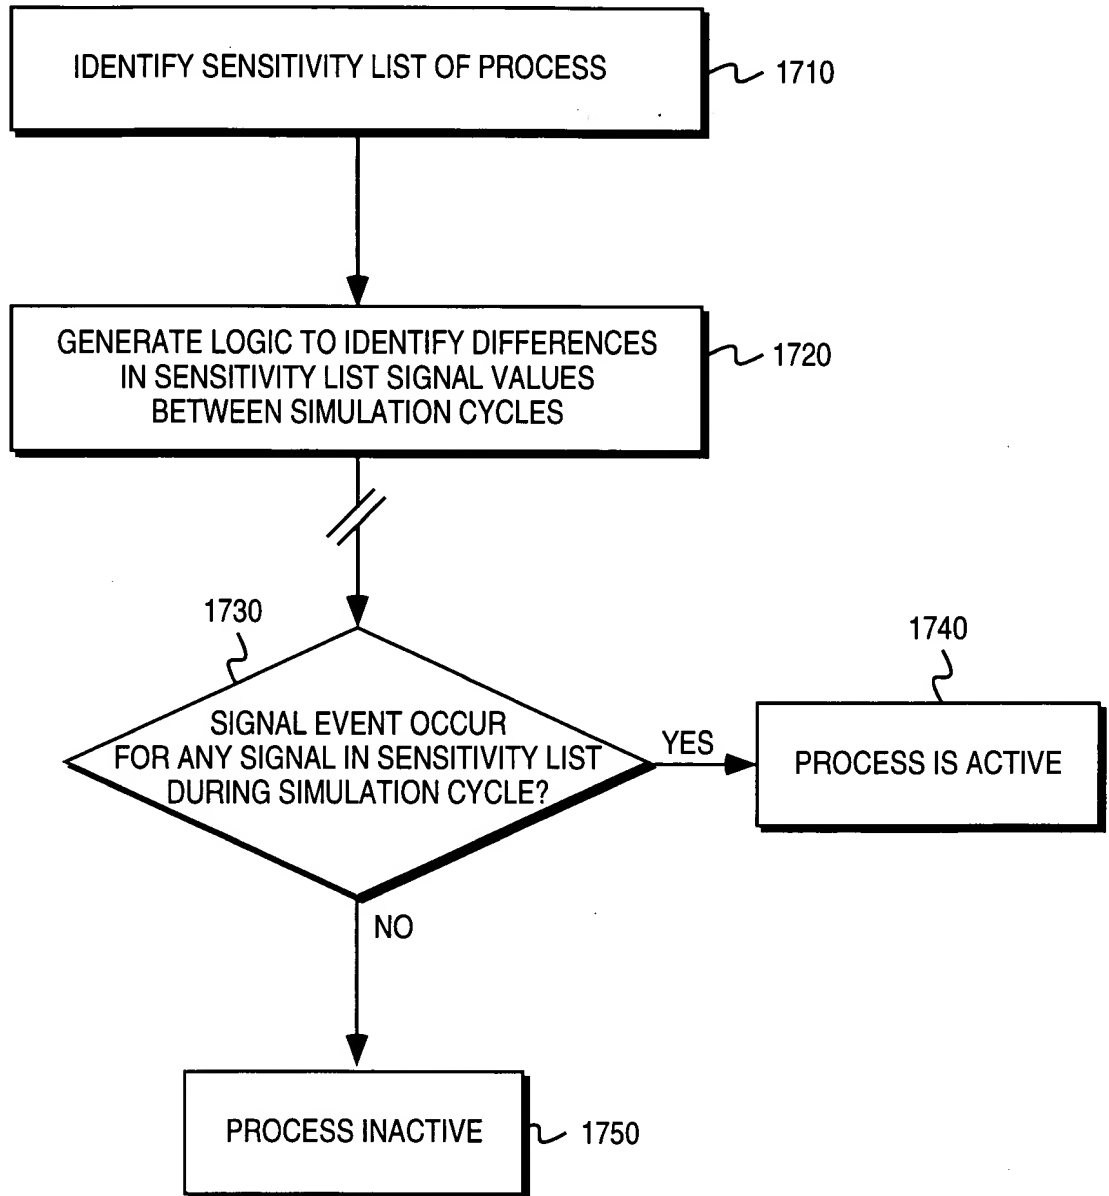 IDENTIFY SENSITIVITY LIST OF PROCESS
1710
GENERATE LOGIC TO IDENTIFY DIFFERENCES
IN SENSITIVITY LIST SIGNAL VALUES
BETWEEN SIMULATION CYCLES
1720
1730
SIGNAL EVENT OCCUR
FOR ANY SIGNAL IN SENSITIVITY LIST
DURING SIMULATION CYCLE?
YES
1740
PROCESS IS ACTIVE
NO
PROCESS INACTIVE
1750